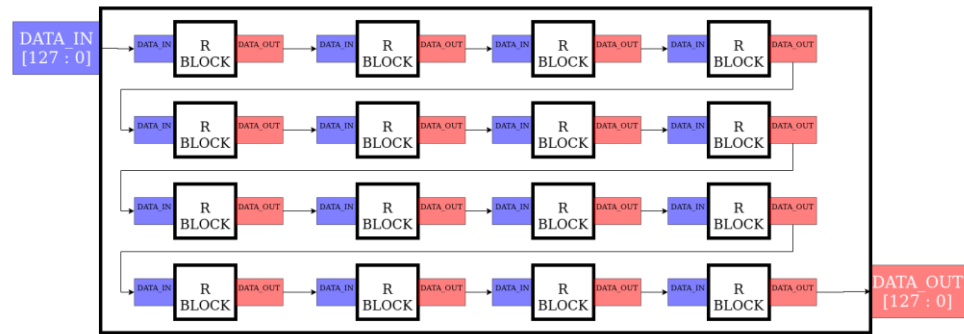 DATA_IN
[127 : 0]
DATA_IN R BLOCK DATA_OUT DATA_IN R BLOCK DATA_OUT DATA_IN R BLOCK DATA_OUT DATA_IN R BLOCK DATA_OUT
DATA_IN R BLOCK DATA_OUT DATA_IN R BLOCK DATA_OUT DATA_IN R BLOCK DATA_OUT DATA_IN R BLOCK DATA_OUT
DATA_IN R BLOCK DATA_OUT DATA_IN R BLOCK DATA_OUT DATA_IN R BLOCK DATA_OUT DATA_IN R BLOCK DATA_OUT
DATA_IN R BLOCK DATA_OUT DATA_IN R BLOCK DATA_OUT DATA_IN R BLOCK DATA_OUT DATA_IN R BLOCK DATA_OUT
DATA_OUT
[127 : 0]